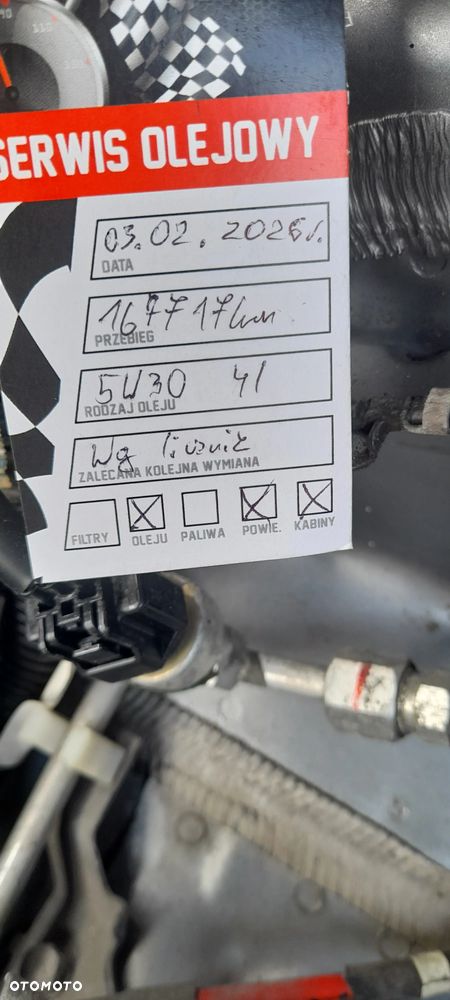 SERWIS OLEJOWY
03.02.2026r.
DATA
167717km
PRZEBIEG
5W30 4l
RODZAJ OLEJU
Wg
ZALECANA KOLEJNA WYMIANA
FILTRY OLEJU PALIWA POWIE. KABINY
OTOMOTO